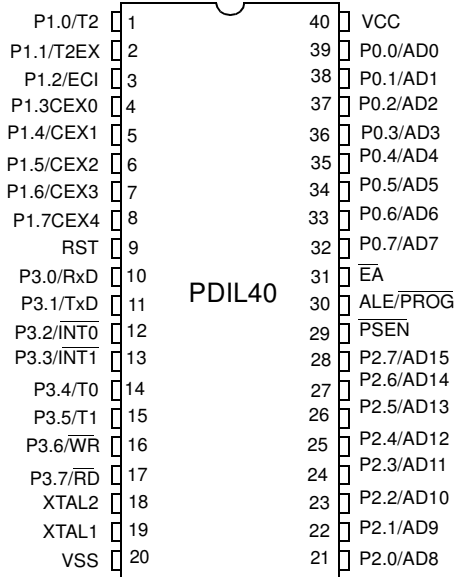 P1.0/T2 1 40 VCC
P1.1/T2EX 2 39 P0.0/AD0
P1.2/ECI 3 38 P0.1/AD1
P1.3CEX0 4 37 P0.2/AD2
P1.4/CEX1 5 36 P0.3/AD3
P1.5/CEX2 6 35 P0.4/AD4
P1.6/CEX3 7 34 P0.5/AD5
P1.7CEX4 8 33 P0.6/AD6
RST 9 32 P0.7/AD7
P3.0/RxD 10 31 E̅A̅
PDIL40
P3.1/TxD 11 30 ALE/P̅R̅O̅G̅
P3.2/I̅N̅T̅0̅ 12 29 P̅S̅E̅N̅
P3.3/I̅N̅T̅1̅ 13 28 P2.7/AD15
P3.4/T0 14 27 P2.6/AD14
P3.5/T1 15 26 P2.5/AD13
P3.6/W̅R̅ 16 25 P2.4/AD12
P3.7/R̅D̅ 17 24 P2.3/AD11
XTAL2 18 23 P2.2/AD10
XTAL1 19 22 P2.1/AD9
VSS 20 21 P2.0/AD8